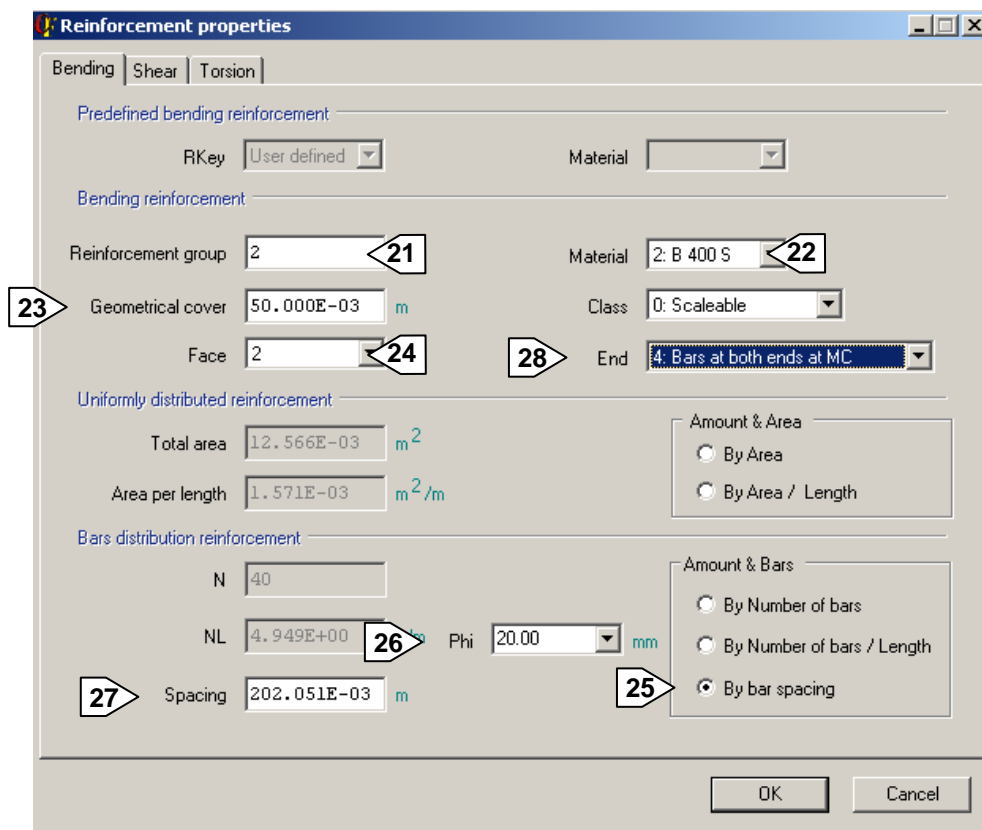 Reinforcement properties
Bending Shear Torsion
Predefined bending reinforcement
RKey User defined Material
Bending reinforcement
Reinforcement group 2 21 Material 2: B 400 S 22
23 Geometrical cover 50.000E-03 m Class 0: Scaleable
Face 2 24 28 End 4: Bars at both ends at MC
Uniformly distributed reinforcement
Amount & Area
Total area 12.566E-03 m2
By Area
Area per length 1.571E-03 m2/m
By Area / Length
Bars distribution reinforcement
Amount & Bars
N 40
By Number of bars
NL 4.949E+00 /m 26 Phi 20.00 mm
By Number of bars / Length
27 Spacing 202.051E-03 m 25 By bar spacing
OK Cancel